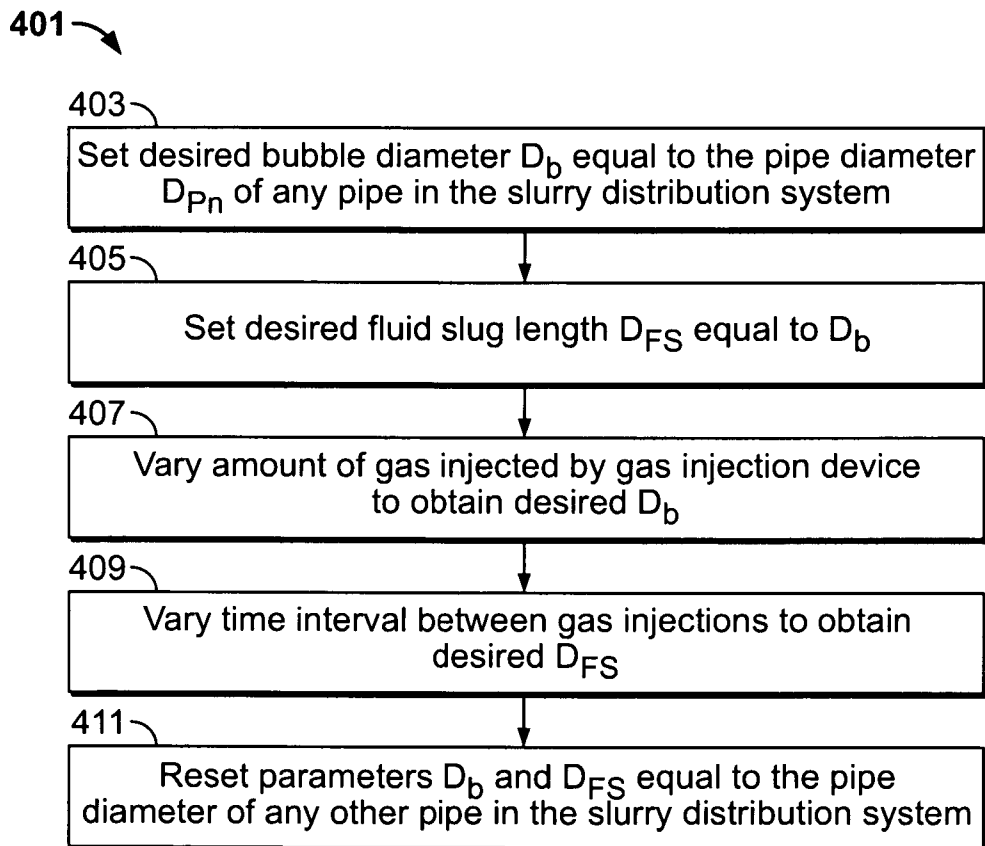 401
403
Set desired bubble diameter Db equal to the pipe diameter
DPn of any pipe in the slurry distribution system
405
Set desired fluid slug length DFS equal to Db
407
Vary amount of gas injected by gas injection device
to obtain desired Db
409
Vary time interval between gas injections to obtain
desired DFS
411
Reset parameters Db and DFS equal to the pipe
diameter of any other pipe in the slurry distribution system